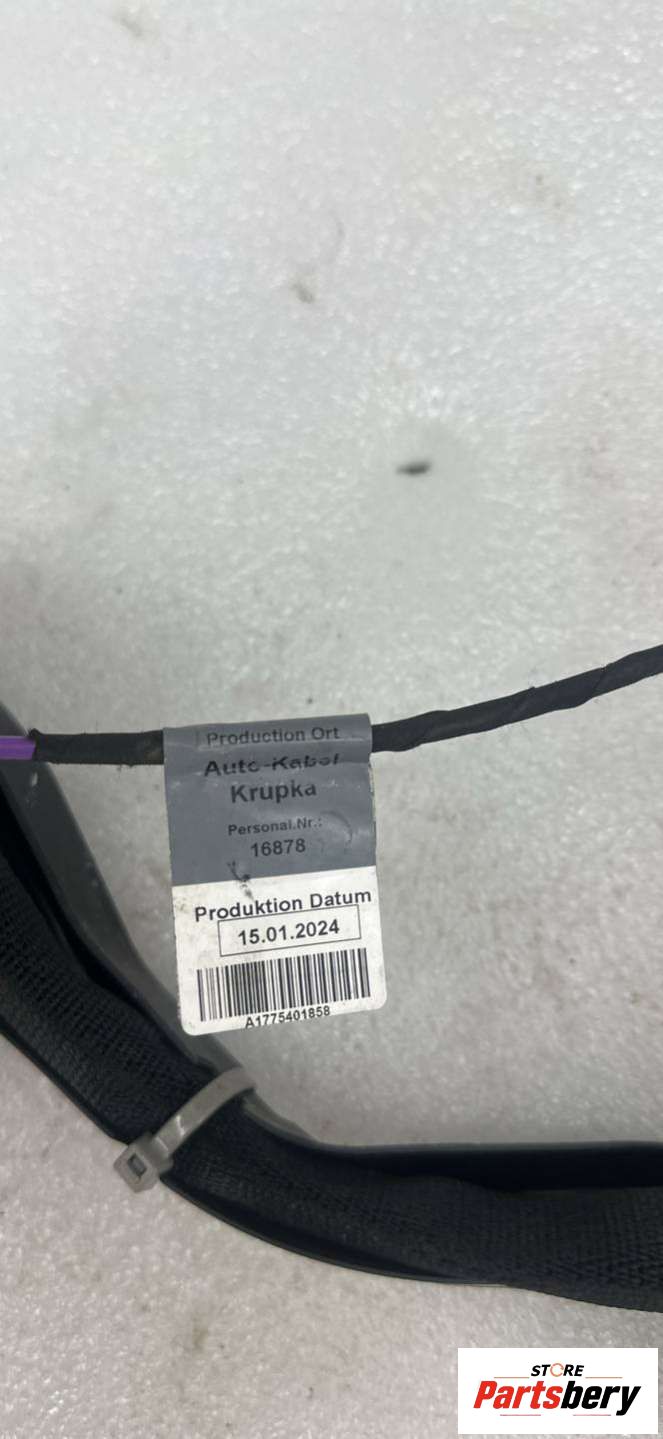 Production Ort
Auto-Kabel
Krupka
Personal.Nr.:
16878
Produktion Datum
15.01.2024
A1775401858
STORE
Partsbery